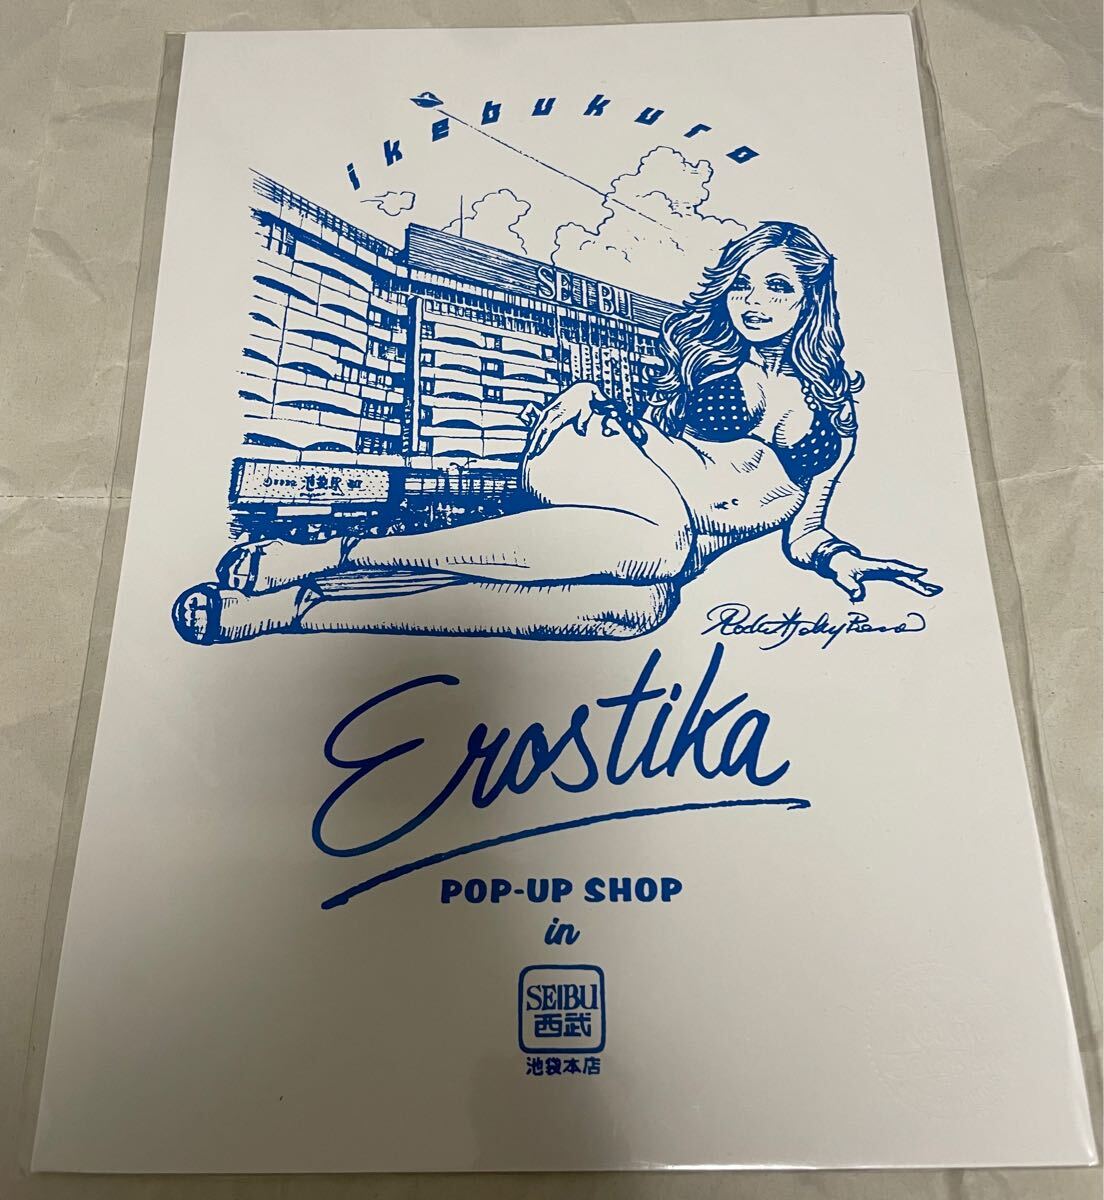 ikebukuro
SEIBU
Erostika
POP-UP SHOP
in
SEIBU
西武
池袋本店